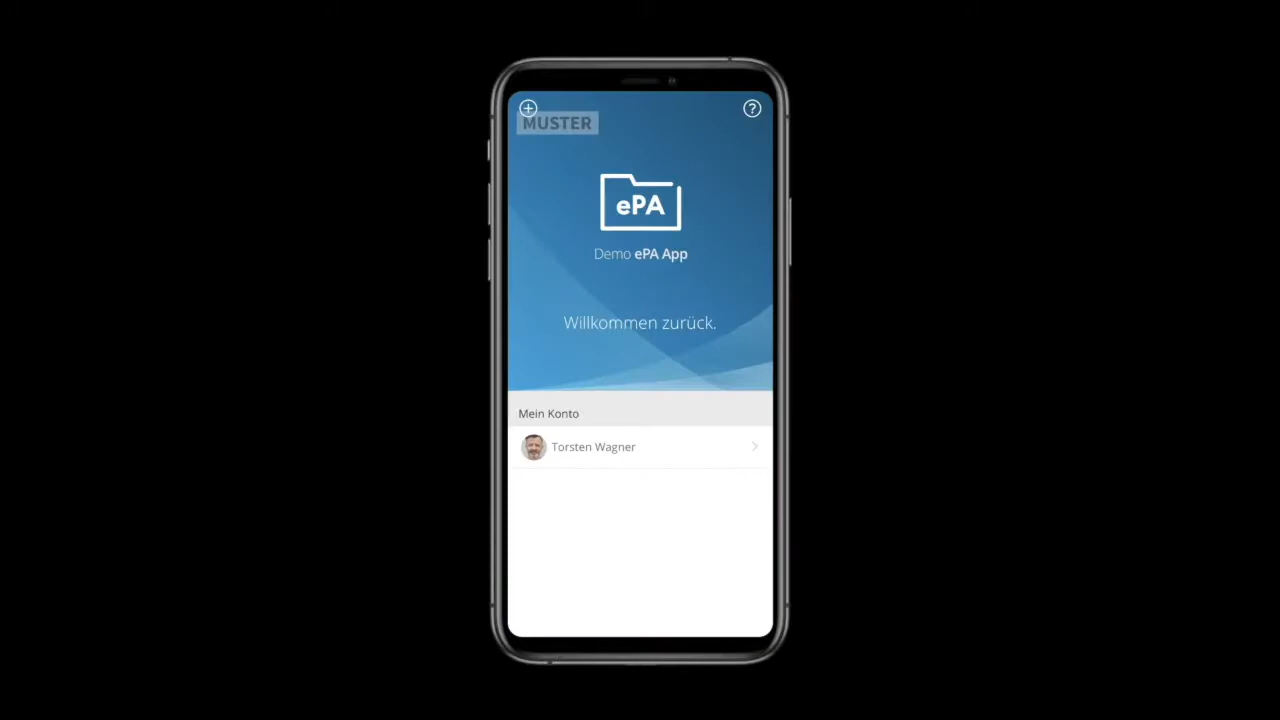 MUSTER
ePA
Demo ePA App
Willkommen zurück.
Mein Konto
Torsten Wagner